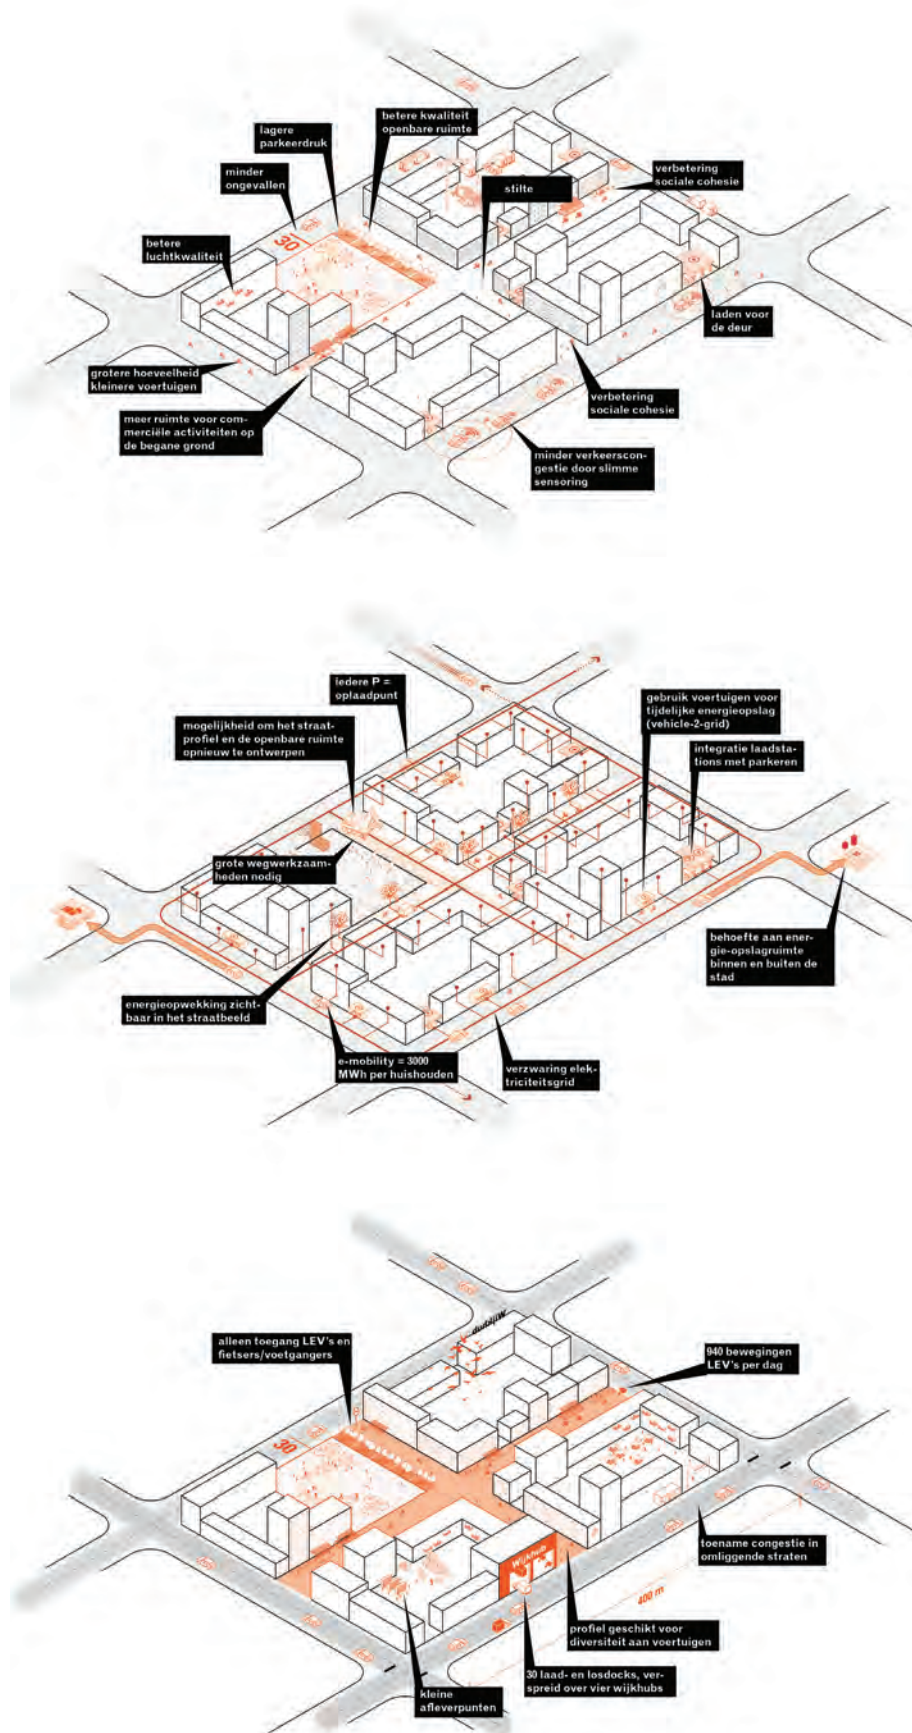 betere kwaliteit
openbare ruimte
lagere
parkeerdruk
minder
ongevallen
verbetering
sociale cohesie
stilte
betere
luchtkwaliteit
30
laden voor
de deur
grotere hoeveelheid
kleinere voertuigen
verbetering
sociale cohesie
meer ruimte voor com-
merciële activiteiten op
de begane grond
minder verkeerscon-
gestie door slimme
sensoring
iedere P =
oplaadpunt
gebruik voertuigen voor
tijdelijke energieopslag
(vehicle-2-grid)
mogelijkheid om het straat-
profiel en de openbare ruimte
opnieuw te ontwerpen
integratie laadsta-
tions met parkeren
grote wegwerkzaam-
heden nodig
behoefte aan ener-
gie-opslagruimte
binnen en buiten de
stad
energieopwekking zicht-
baar in het straatbeeld
e-mobility = 3000
MWh per huishouden
verzwaring elek-
triciteitsgrid
Wijkhub
alleen toegang LEV's en
fietsers/voetgangers
940 bewegingen
LEV's per dag
30
toename congestie in
omliggende straten
Wijkhub
400 m
profiel geschikt voor
diversiteit aan voertuigen
30 laad- en losdocks, ver-
spreid over vier wijkhubs
kleine
afleverpunten